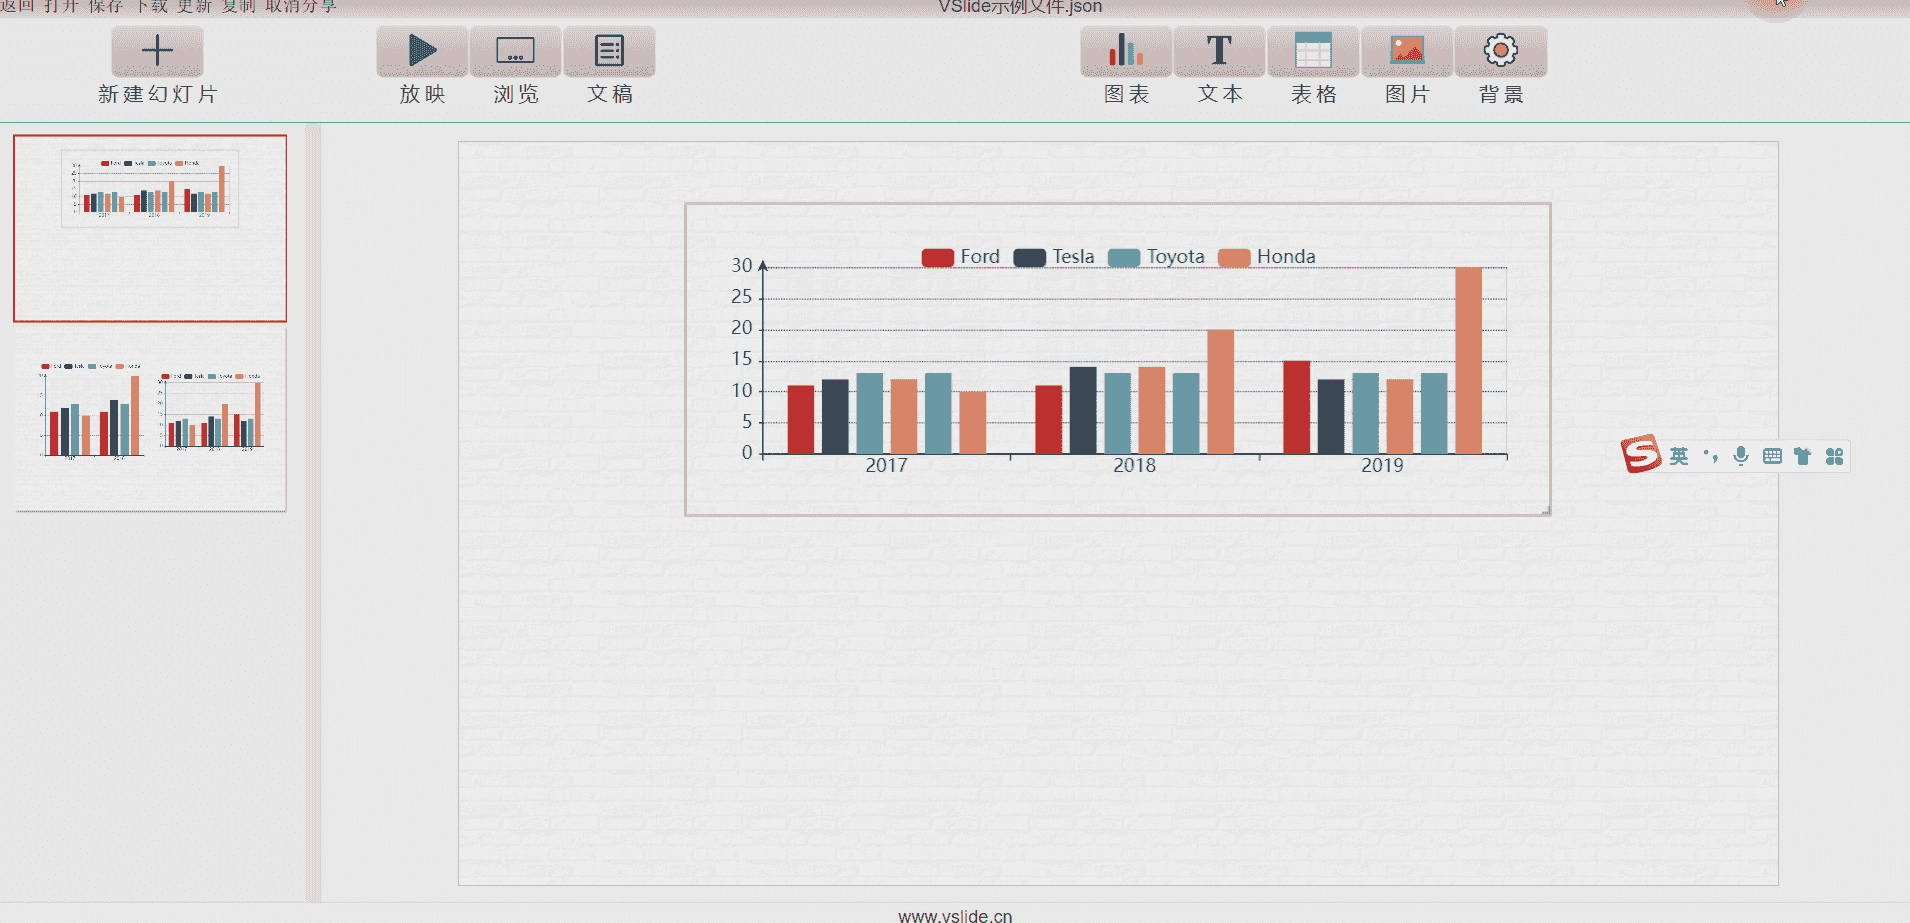 返回 打开 保存 下载 更新 复制 取消分享
VSlide示例文件.json
新建幻灯片
放映 浏览 文稿
图表 文本 表格 图片 背景
Ford Tesla Toyota Honda
30
25
20
15
10
5
0
2017 2018 2019
英
www.vslide.cn